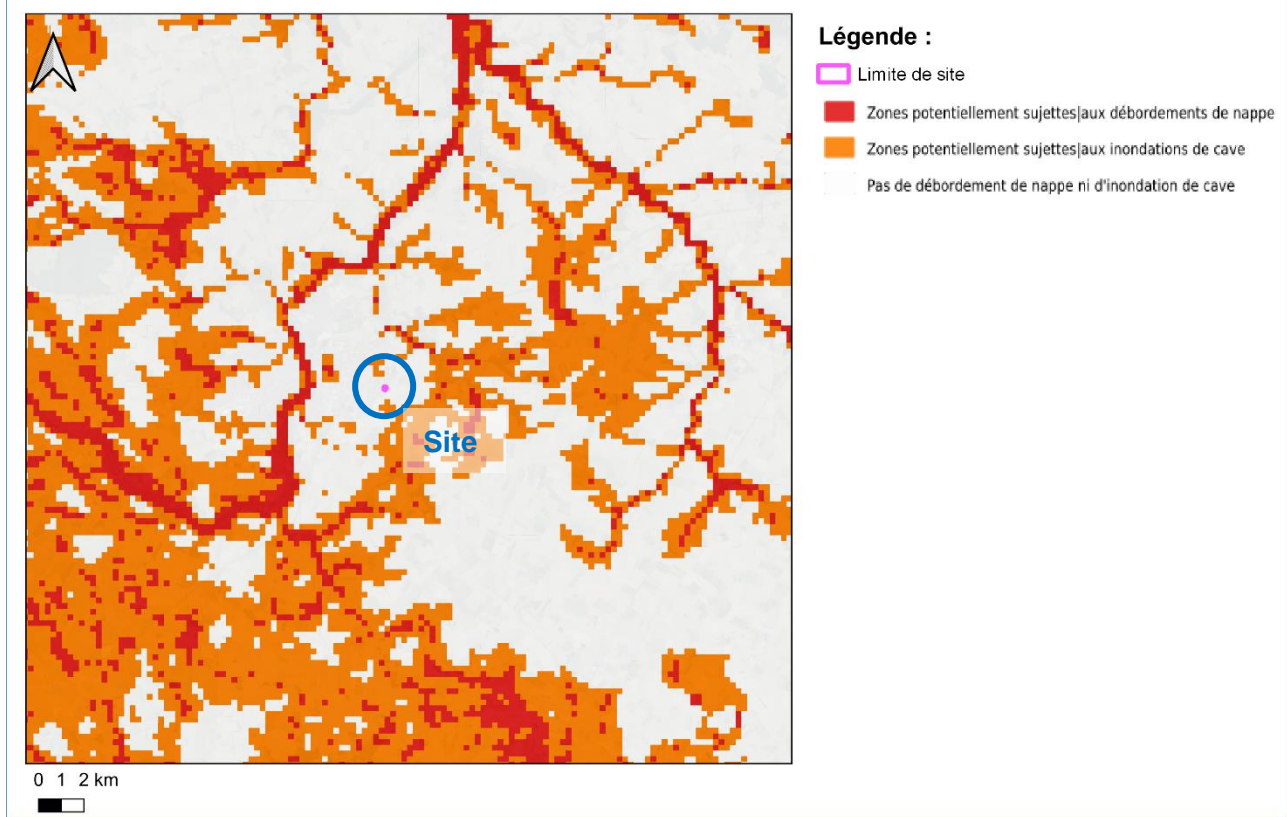 Légende :
Limite de site
Zones potentiellement sujettes|aux débordements de nappe
Zones potentiellement sujettes|aux inondations de cave
Pas de débordement de nappe ni d'inondation de cave
Site
0 1 2 km